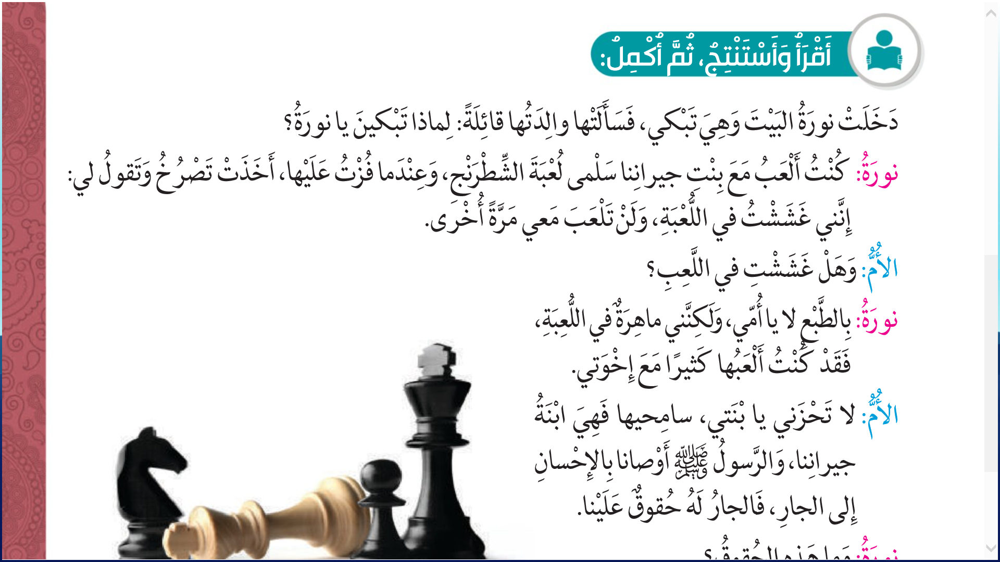 أَقْرَأُ وَأَسْتَنْتِجُ، ثُمَّ أُكْمِلُ:
دَخَلَتْ نورَةُ البَيْتَ وَهِيَ تَبْكي، فَسَأَلَتْها والِدَتُها قائِلَةً: لِماذا تَبْكينَ يا نورَةُ؟
نورَةُ: كُنْتُ أَلْعَبُ مَعَ بِنْتِ جيرانِنا سَلْمى لُعْبَةَ الشِّطْرَنْجِ، وَعِنْدَما فُزْتُ عَلَيْها، أَخَذَتْ تَصْرُخُ وَتَقولُ لي:
إِنَّني غَشَشْتُ في اللُّعْبَةِ، وَلَنْ تَلْعَبَ مَعي مَرَّةً أُخْرَى.
الأُمُّ: وَهَلْ غَشَشْتِ في اللَّعِبِ؟
نورَةُ: بِالطَّبْعِ لا يا أُمّي، وَلَكِنَّني ماهِرَةٌ في اللُّعِبَةِ،
فَقَدْ كُنْتُ أَلْعَبُها كَثيرًا مَعَ إِخْوَتي.
الأُمُّ: لا تَحْزَني يا بْنَتي، سامِحيها فَهِيَ ابْنَةُ
جيرانِنا، وَالرَّسولُ ﷺ أَوْصانا بِالإِحْسانِ
إِلى الجارِ، فَالجارُ لَهُ حُقوقٌ عَلَيْنا.
نورَةُ: وَما هَذِهِ الحُقوقُ؟